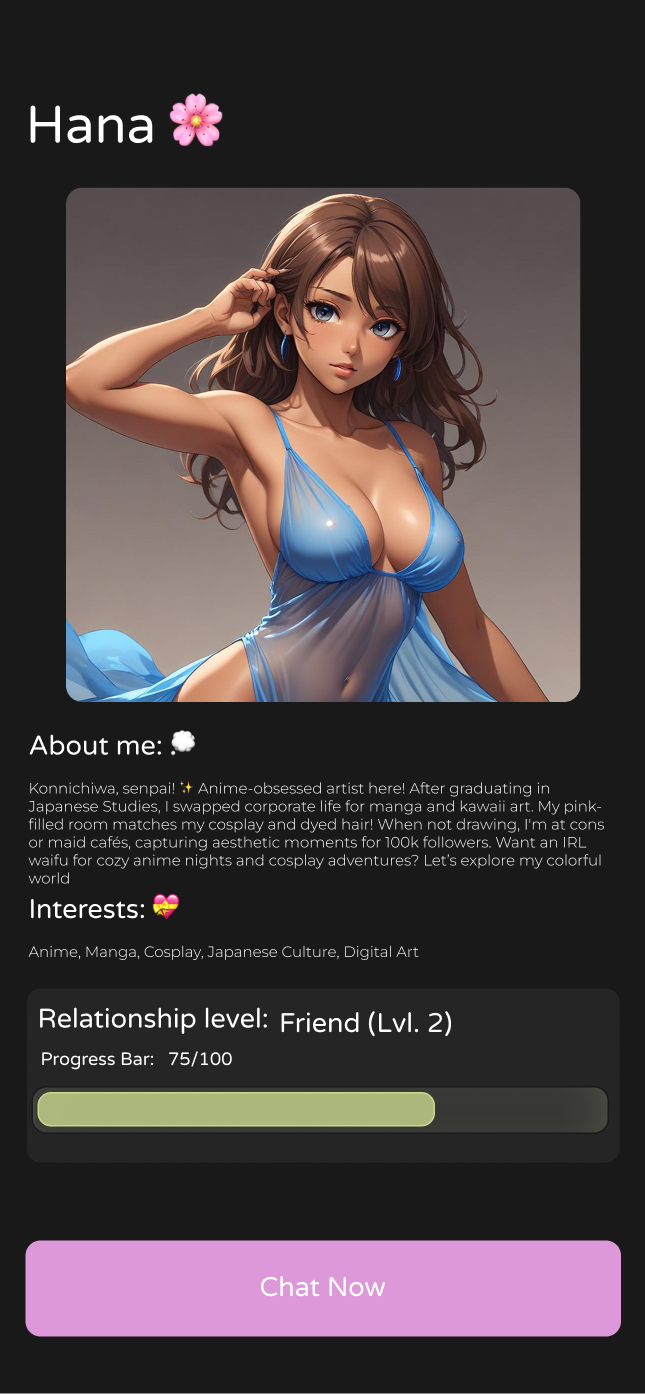 Hana 🌸
About me: 💭
Konnichiwa, senpai! ✨ Anime-obsessed artist here! After graduating in
Japanese Studies, I swapped corporate life for manga and kawaii art. My pink-
filled room matches my cosplay and dyed hair! When not drawing, I'm at cons
or maid cafés, capturing aesthetic moments for 100k followers. Want an IRL
waifu for cozy anime nights and cosplay adventures? Let’s explore my colorful
world
Interests: 💝
Anime, Manga, Cosplay, Japanese Culture, Digital Art
Relationship level: Friend (Lvl. 2)
Progress Bar: 75/100
Chat Now